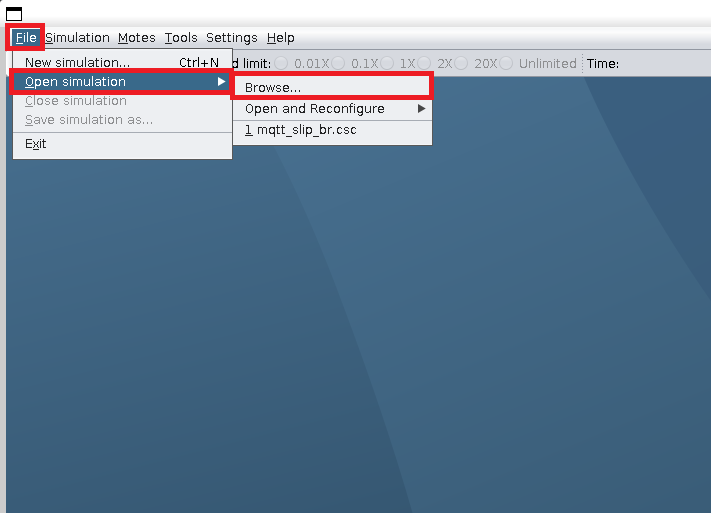 File Simulation Motes Tools Settings Help
d limit: 0.01X 0.1X 1X 2X 20X Unlimited Time:
New simulation... Ctrl+N
Open simulation
Close simulation
Save simulation as...
Exit
Browse...
Open and Reconfigure
1 mqtt_slip_br.csc